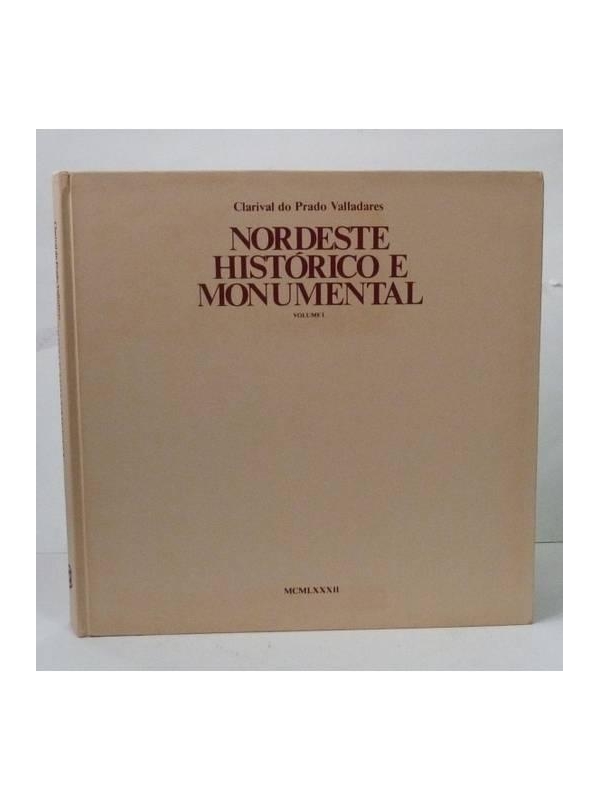 Clarival do Prado Valladares
NORDESTE
HISTÓRICO E
MONUMENTAL
VOLUME I
MCMLXXXII